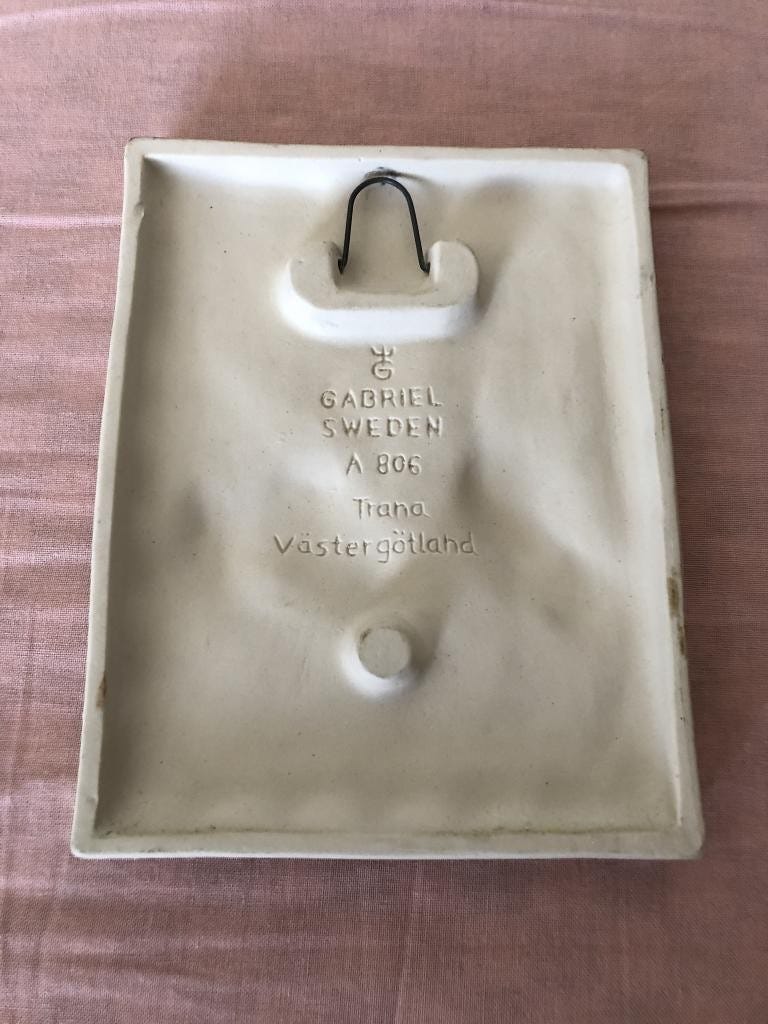 G
GABRIEL
SWEDEN
A 806
Trana
Västergötland